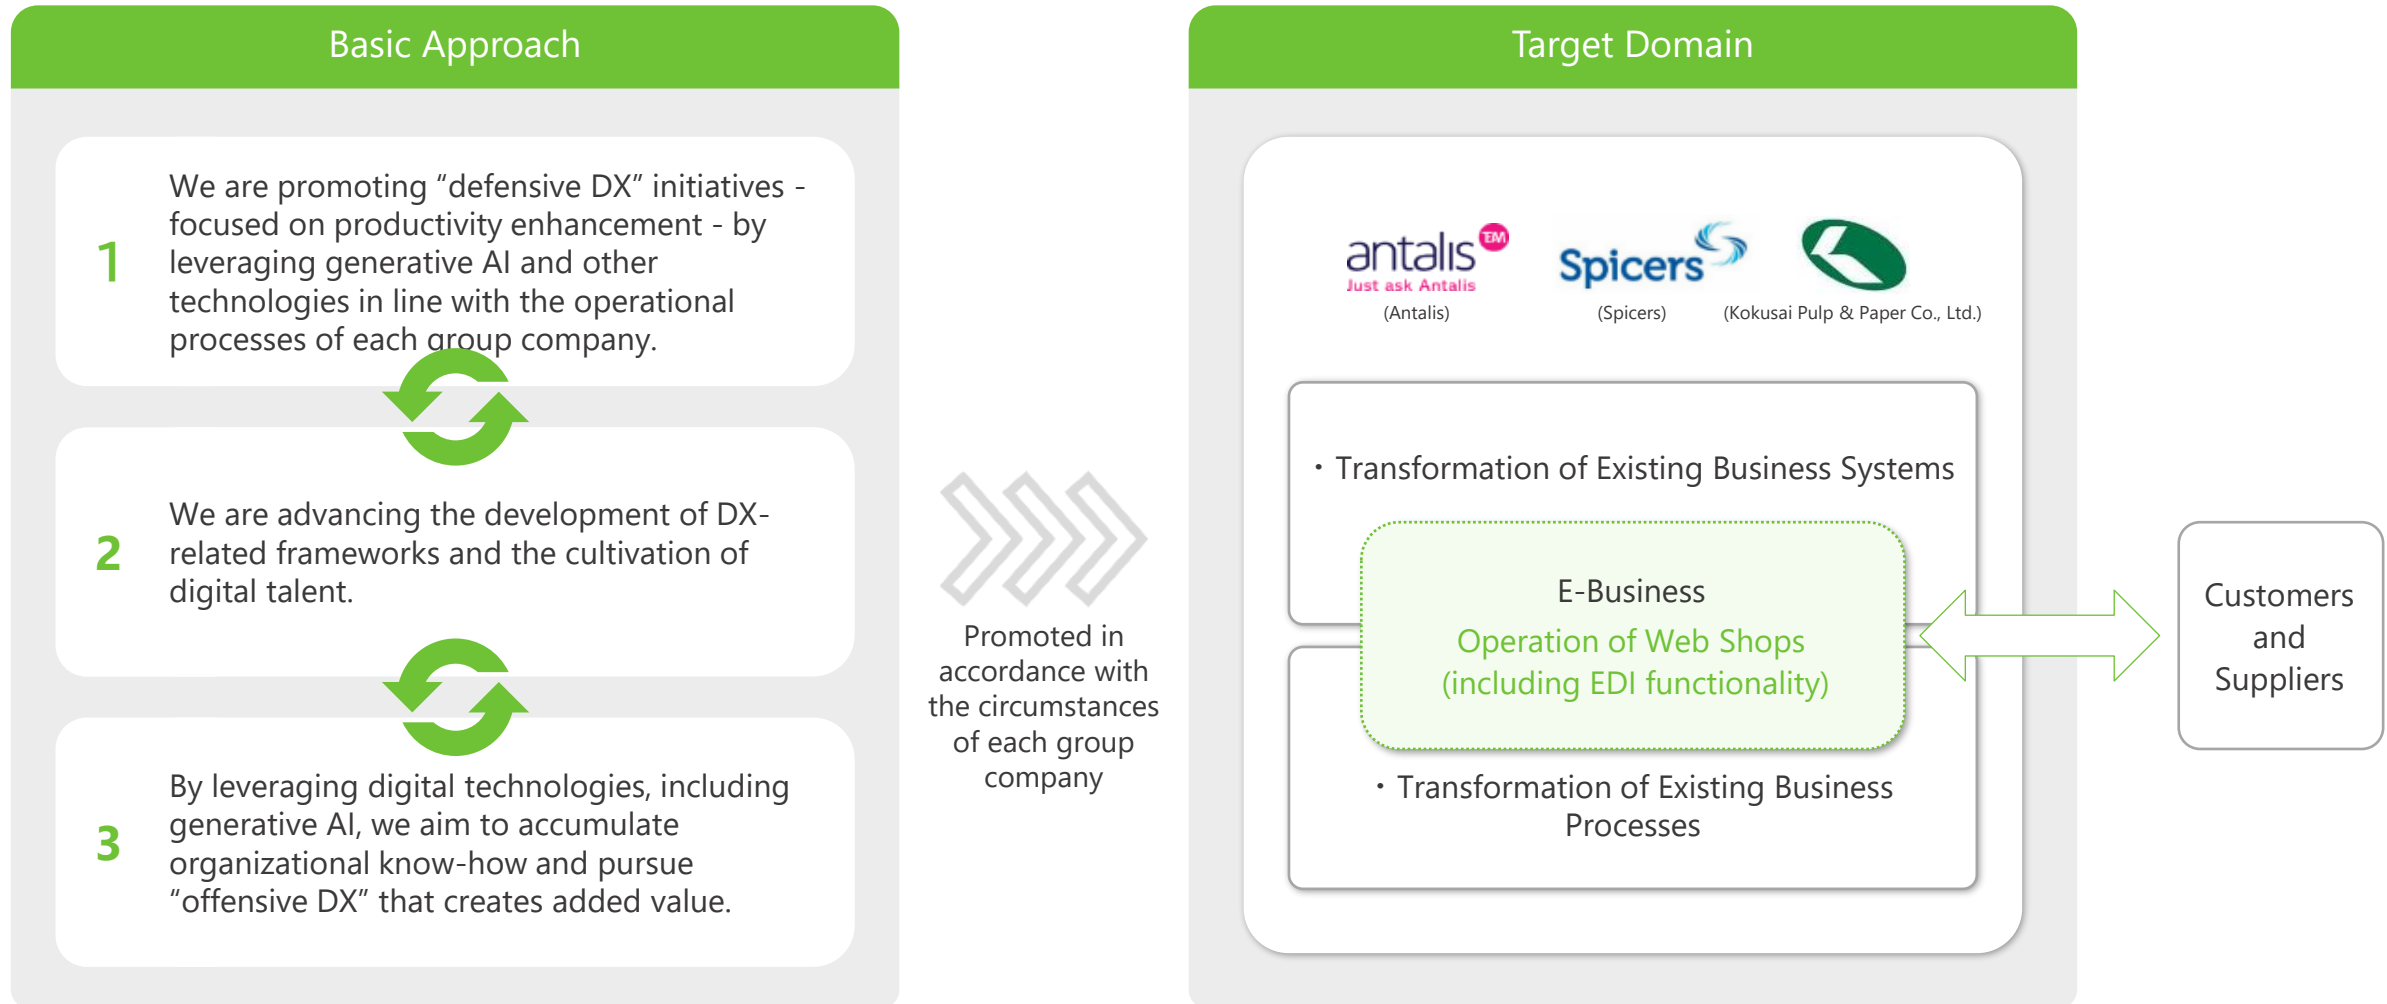 Basic Approach
1
We are promoting “defensive DX” initiatives -
focused on productivity enhancement - by
leveraging generative AI and other
technologies in line with the operational
processes of each group company.
2
We are advancing the development of DX-
related frameworks and the cultivation of
digital talent.
3
By leveraging digital technologies, including
generative AI, we aim to accumulate
organizational know-how and pursue
“offensive DX” that creates added value.
Promoted in
accordance with
the circumstances
of each group
company
Target Domain
antalis TM
Just ask Antalis
(Antalis)
Spicers
(Spicers)
(Kokusai Pulp & Paper Co., Ltd.)
・Transformation of Existing Business Systems
E-Business
Operation of Web Shops
(including EDI functionality)
・Transformation of Existing Business
Processes
Customers
and
Suppliers